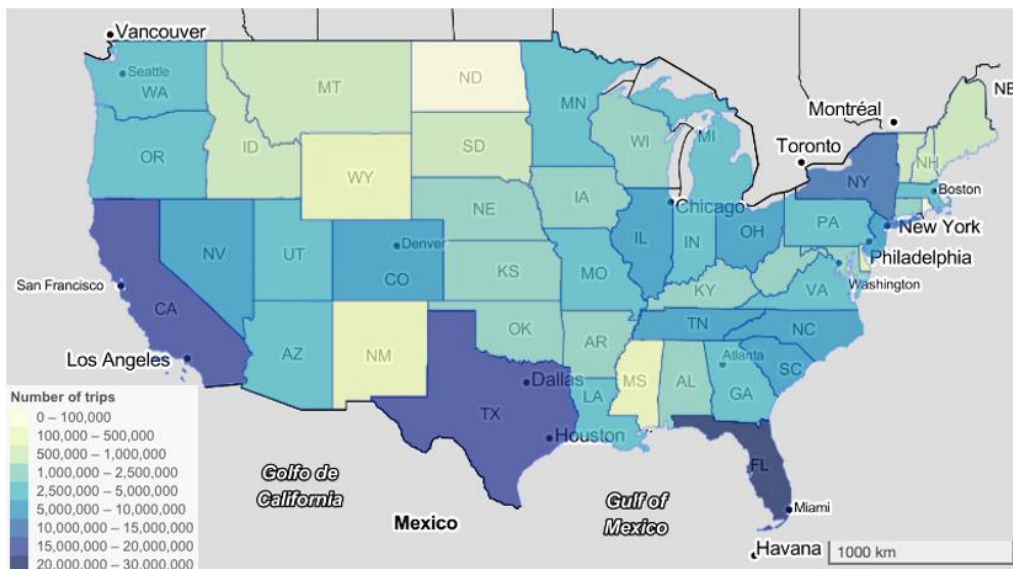 Vancouver
Seattle
WA
MT
ND
MN
NE
Montréal
Toronto
OR
ID
SD
WI
MI
NH
WY
NY
Boston
NE
IA
Chicago
PA
New York
NV
UT
Denver
CO
IL
IN
OH
Philadelphia
San Francisco
KS
MO
KY
VA
Washington
CA
Los Angeles
AZ
NM
OK
AR
TN
NC
Atlanta
SC
Dallas
MS
AL
GA
TX
LA
Houston
FL
Miami
Golfo de
California
Mexico
Gulf of
Mexico
Havana
1000 km
Number of trips
0 – 100,000
100,000 – 500,000
500,000 – 1,000,000
1,000,000 – 2,500,000
2,500,000 – 5,000,000
5,000,000 – 10,000,000
10,000,000 – 15,000,000
15,000,000 – 20,000,000
20,000,000 – 30,000,000